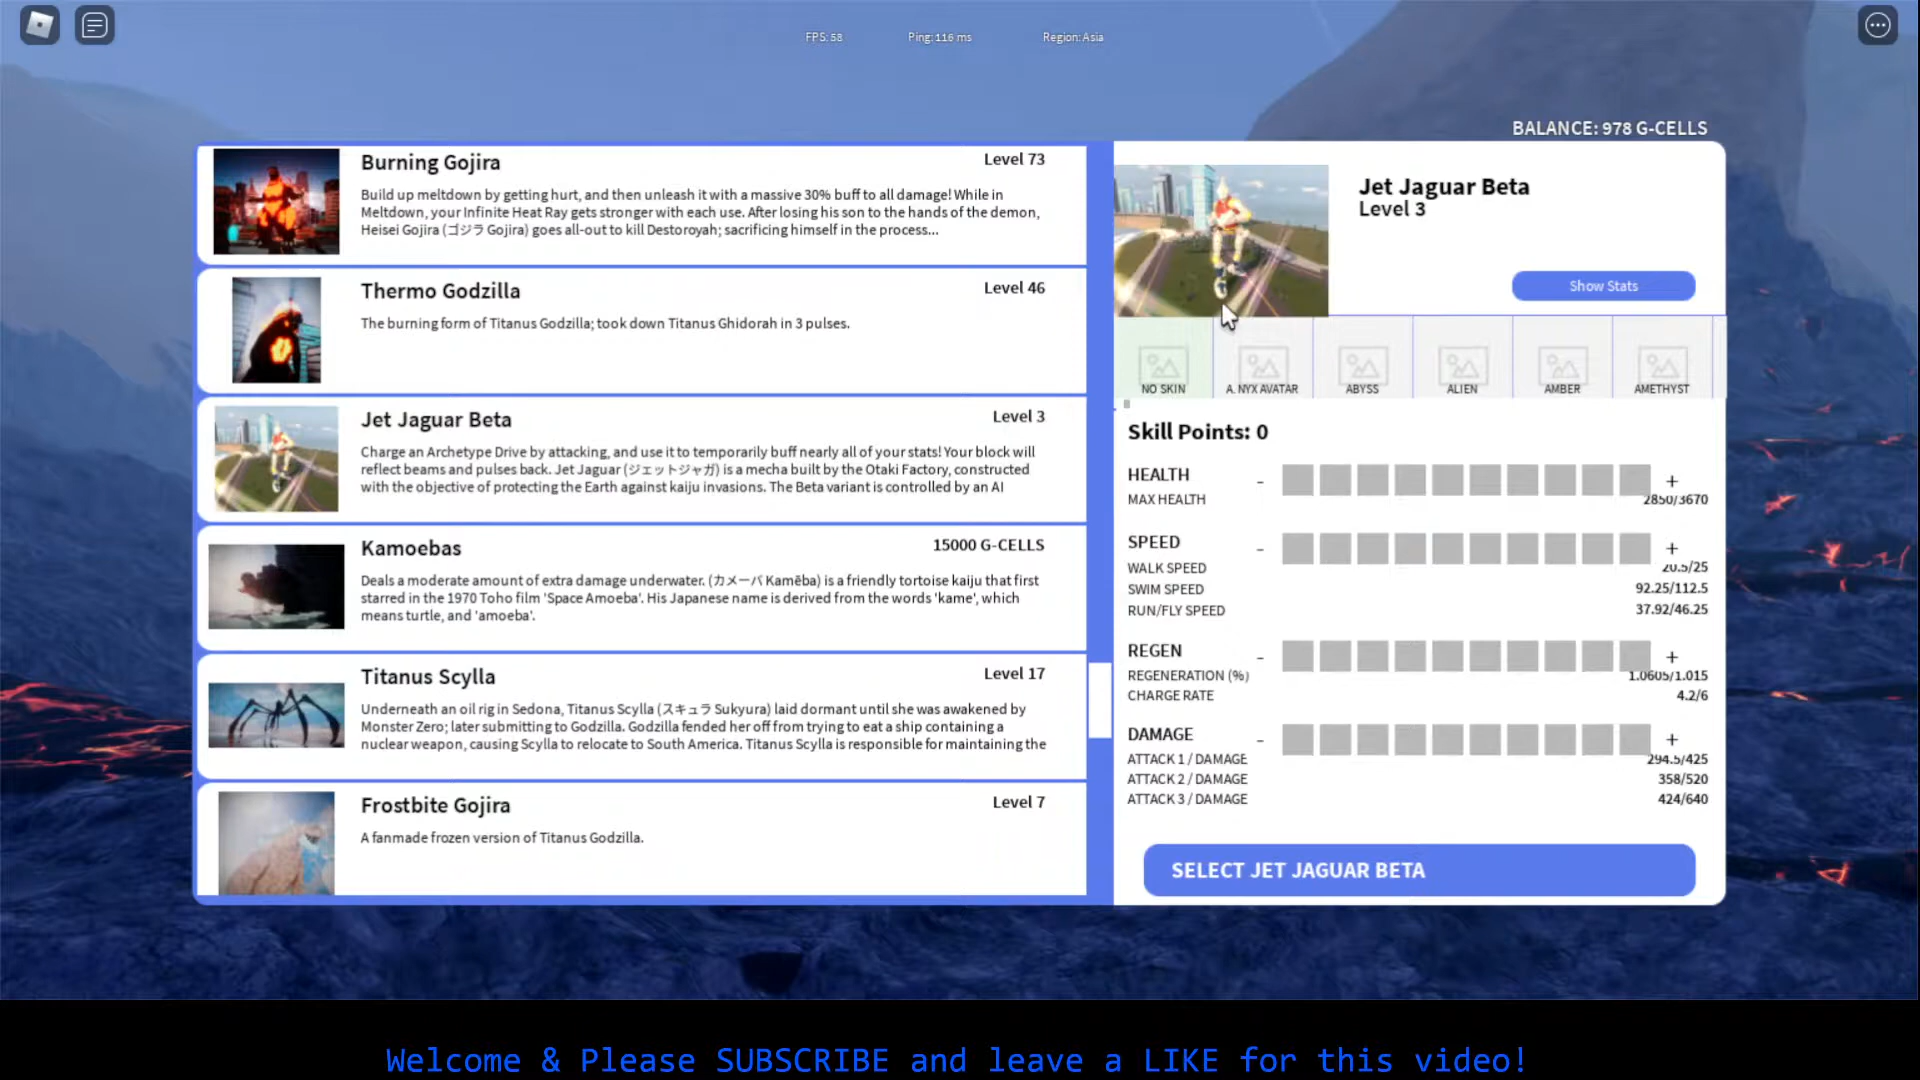 FPS: 58 Ping: 116 ms Region: Asia
BALANCE: 978 G-CELLS
Burning Gojira Level 73
Build up meltdown by getting hurt, and then unleash it with a massive 30% buff to all damage! While in
Meltdown, your Infinite Heat Ray gets stronger with each use. After losing his son to the hands of the demon,
Heisei Gojira (ゴジラ Gojira) goes all-out to kill Destoroyah; sacrificing himself in the process...
Thermo Godzilla Level 46
The burning form of Titanus Godzilla; took down Titanus Ghidorah in 3 pulses.
Jet Jaguar Beta Level 3
Charge an Archetype Drive by attacking, and use it to temporarily buff nearly all of your stats! Your block will
reflect beams and pulses back. Jet Jaguar (ジェットジャガ) is a mecha built by the Otaki Factory, constructed
with the objective of protecting the Earth against kaiju invasions. The Beta variant is controlled by an AI
Kamoebas 15000 G-CELLS
Deals a moderate amount of extra damage underwater. (カメーバ Kamēba) is a friendly tortoise kaiju that first
starred in the 1970 Toho film 'Space Amoeba'. His Japanese name is derived from the words 'kame', which
means turtle, and 'amoeba'.
Titanus Scylla Level 17
Underneath an oil rig in Sedona, Titanus Scylla (スキュラ Sukyura) laid dormant until she was awakened by
Monster Zero; later submitting to Godzilla. Godzilla fended her off from trying to eat a ship containing a
nuclear weapon, causing Scylla to relocate to South America. Titanus Scylla is responsible for maintaining the
Frostbite Gojira Level 7
A fanmade frozen version of Titanus Godzilla.
Jet Jaguar Beta
Level 3
Show Stats
NO SKIN A. NYX AVATAR ABYSS ALIEN AMBER AMETHYST
Skill Points: 0
HEALTH - +
MAX HEALTH 2850/3670
SPEED - +
WALK SPEED 20.5/25
SWIM SPEED 92.25/112.5
RUN/FLY SPEED 37.92/46.25
REGEN - +
REGENERATION (%) 1.0605/1.015
CHARGE RATE 4.2/6
DAMAGE - +
ATTACK 1 / DAMAGE 294.5/425
ATTACK 2 / DAMAGE 358/520
ATTACK 3 / DAMAGE 424/640
SELECT JET JAGUAR BETA
Welcome & Please SUBSCRIBE and leave a LIKE for this video!